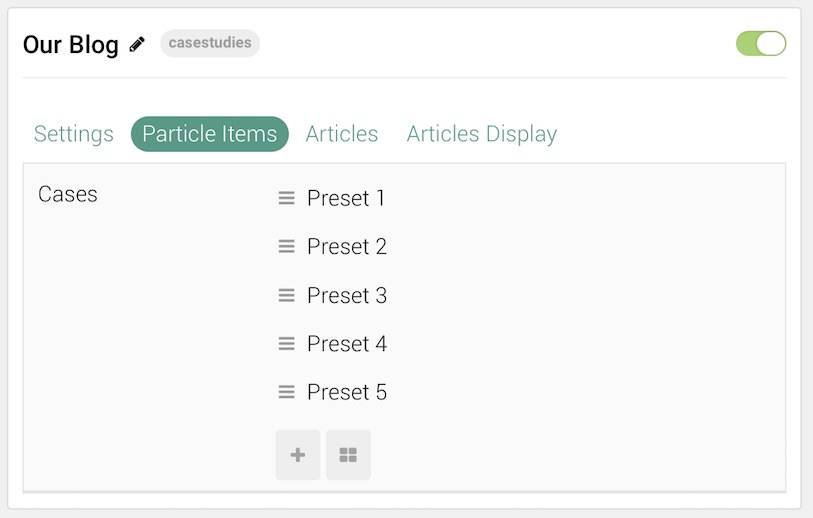 Our Blog casestudies
Settings Particle Items Articles Articles Display
Cases
Preset 1
Preset 2
Preset 3
Preset 4
Preset 5